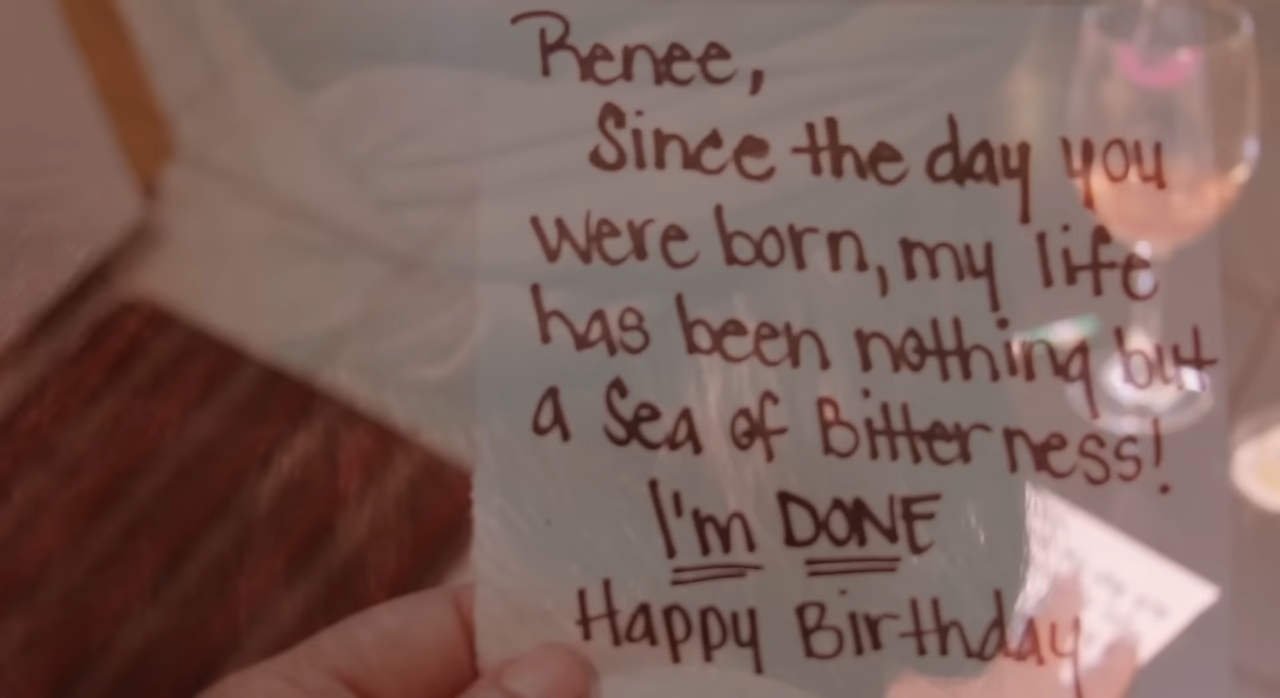 Renee,
Since the day you
were born, my life
has been nothing but
a Sea of Bitterness!
I'm DONE
Happy Birthday